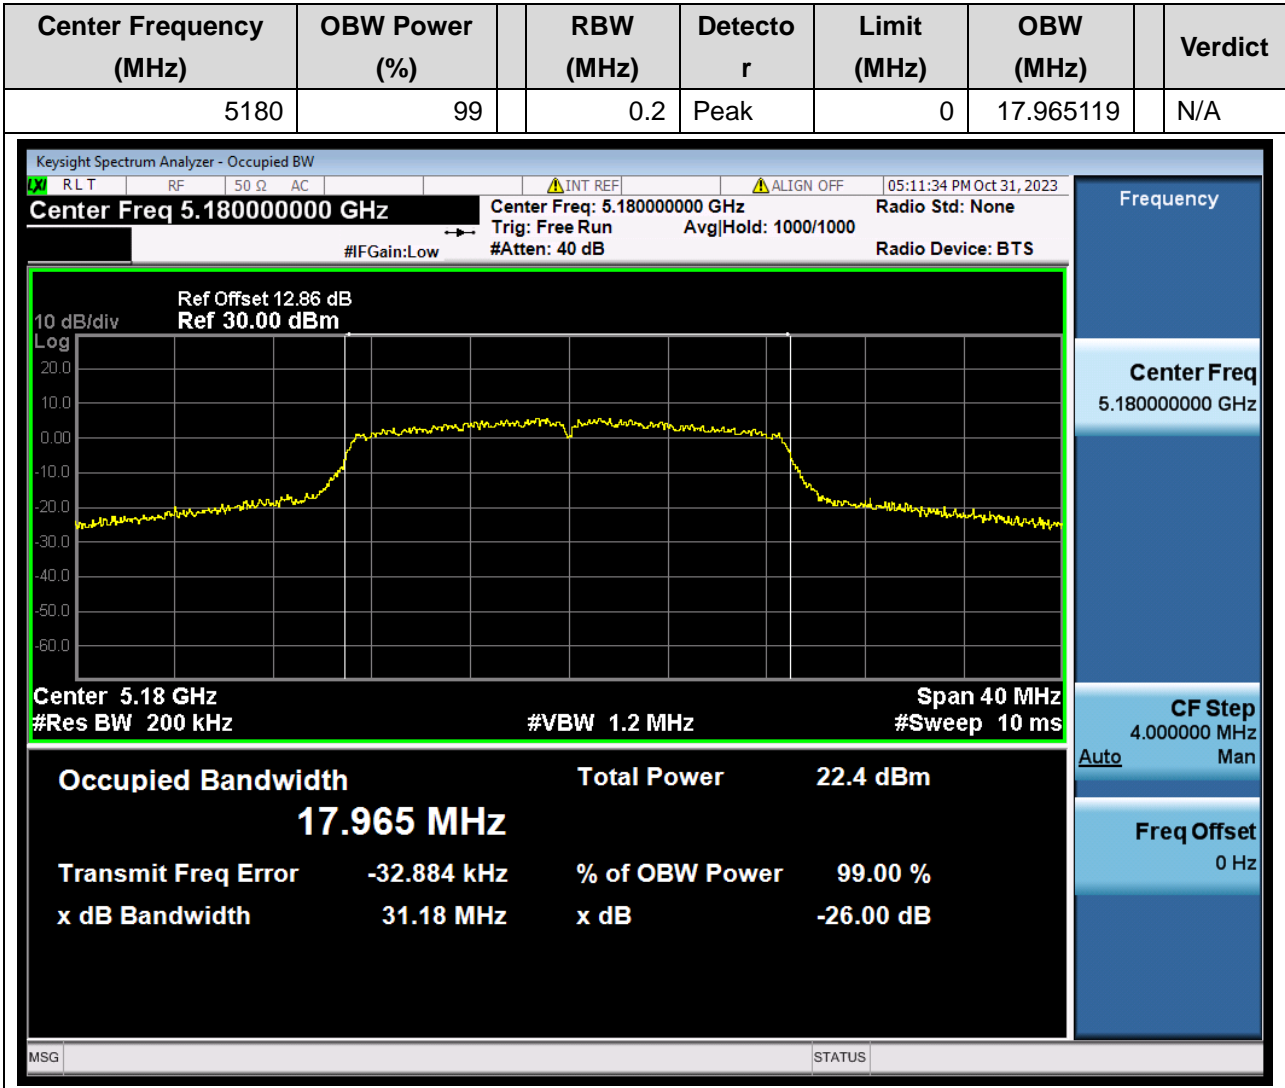 Center Frequency (MHz) OBW Power (%) RBW (MHz) Detecto r Limit (MHz) OBW (MHz) Verdict
5180 99 0.2 Peak 0 17.965119 N/A
Keysight Spectrum Analyzer - Occupied BW
LXI RLT RF 50 Ω AC INT REF ALIGN OFF 05:11:34 PM Oct 31, 2023
Center Freq 5.180000000 GHz
Center Freq: 5.180000000 GHz Radio Std: None
Trig: Free Run Avg|Hold: 1000/1000
#IFGain:Low #Atten: 40 dB Radio Device: BTS
Ref Offset 12.86 dB
10 dB/div Ref 30.00 dBm
Log
20.0
10.0
0.00
-10.0
-20.0
-30.0
-40.0
-50.0
-60.0
Center 5.18 GHz Span 40 MHz
#Res BW 200 kHz #VBW 1.2 MHz #Sweep 10 ms
Occupied Bandwidth Total Power 22.4 dBm
17.965 MHz
Transmit Freq Error -32.884 kHz % of OBW Power 99.00 %
x dB Bandwidth 31.18 MHz x dB -26.00 dB
Frequency
Center Freq
5.180000000 GHz
CF Step
4.000000 MHz
Auto Man
Freq Offset
0 Hz
MSG STATUS